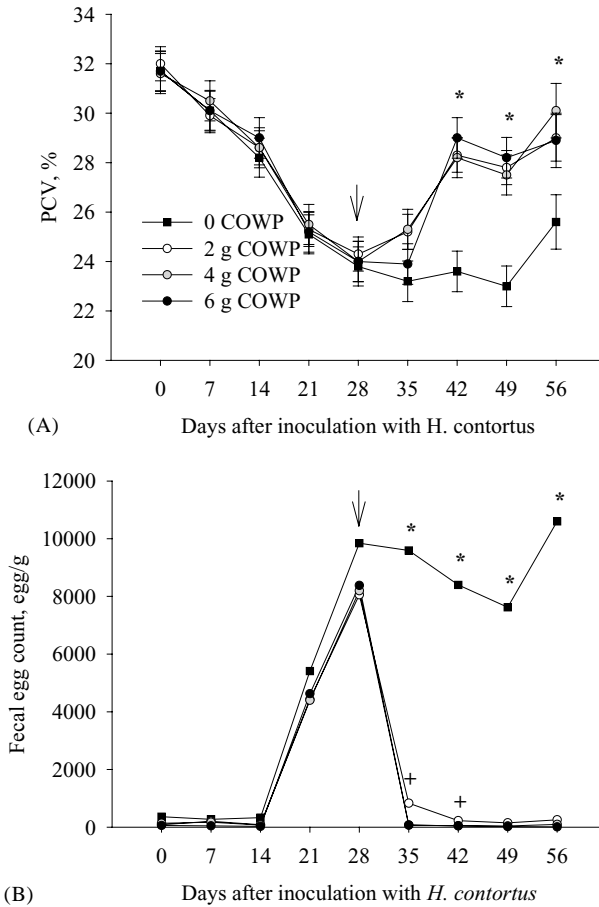 34
32
30
28
26
24
22
20
PCV, %
*
*
*
0 COWP
2 g COWP
4 g COWP
6 g COWP
0 7 14 21 28 35 42 49 56
(A) Days after inoculation with H. contortus
12000
10000
8000
6000
4000
2000
0
Fecal egg count, egg/g
*
*
*
*
+
+
0 7 14 21 28 35 42 49 56
(B) Days after inoculation with H. contortus